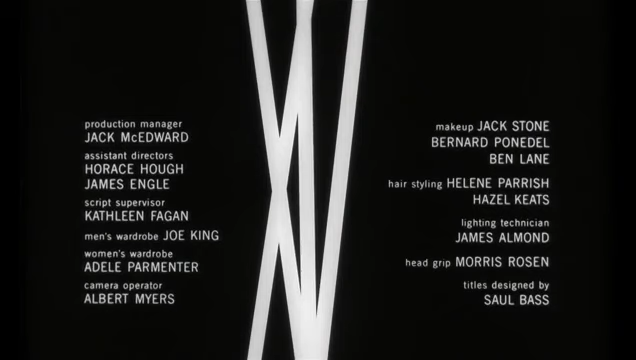 production manager
JACK McEDWARD
assistant directors
HORACE HOUGH
JAMES ENGLE
script supervisor
KATHLEEN FAGAN
men's wardrobe JOE KING
women's wardrobe
ADELE PARMENTER
camera operator
ALBERT MYERS
makeup JACK STONE
BERNARD PONEDEL
BEN LANE
hair styling HELENE PARRISH
HAZEL KEATS
lighting technician
JAMES ALMOND
head grip MORRIS ROSEN
titles designed by
SAUL BASS